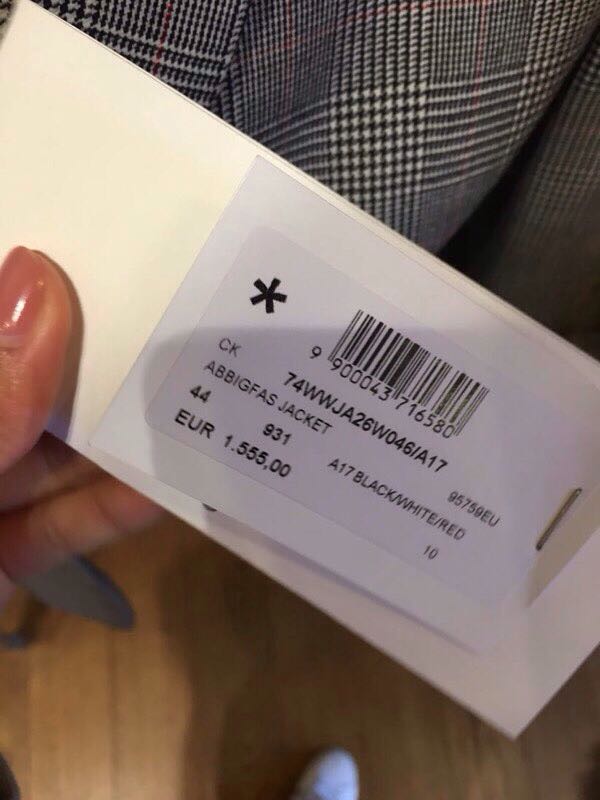 *
9 900043 716580
CK
74WWJA26W046/A17
ABBIGFAS JACKET
95759EU
44 931 A17 BLACK/WHITE/RED
EUR 1.555,00 10